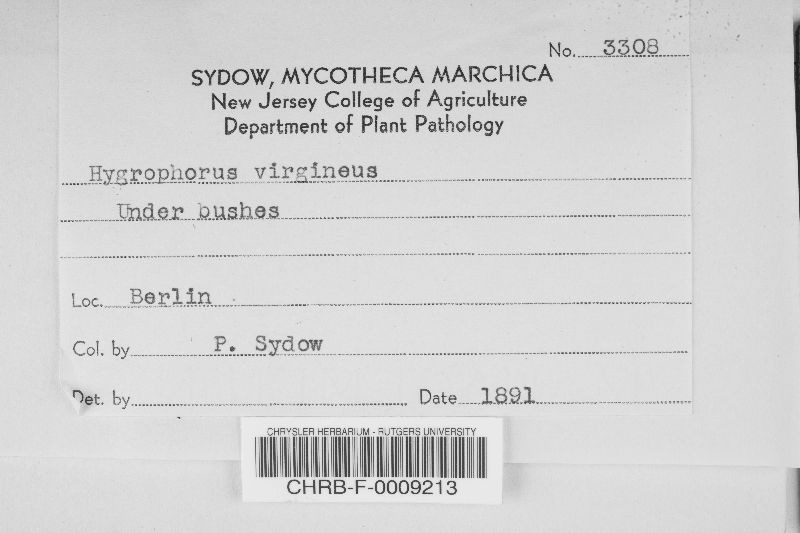 No. 3308
SYDOW, MYCOTHECA MARCHICA
New Jersey College of Agriculture
Department of Plant Pathology
Hygrophorus virgineus
Under bushes
Loc. Berlin
Col. by P. Sydow
Det. by Date 1891
CHRYSLER HERBARIUM - RUTGERS UNIVERSITY
CHRB-F-0009213